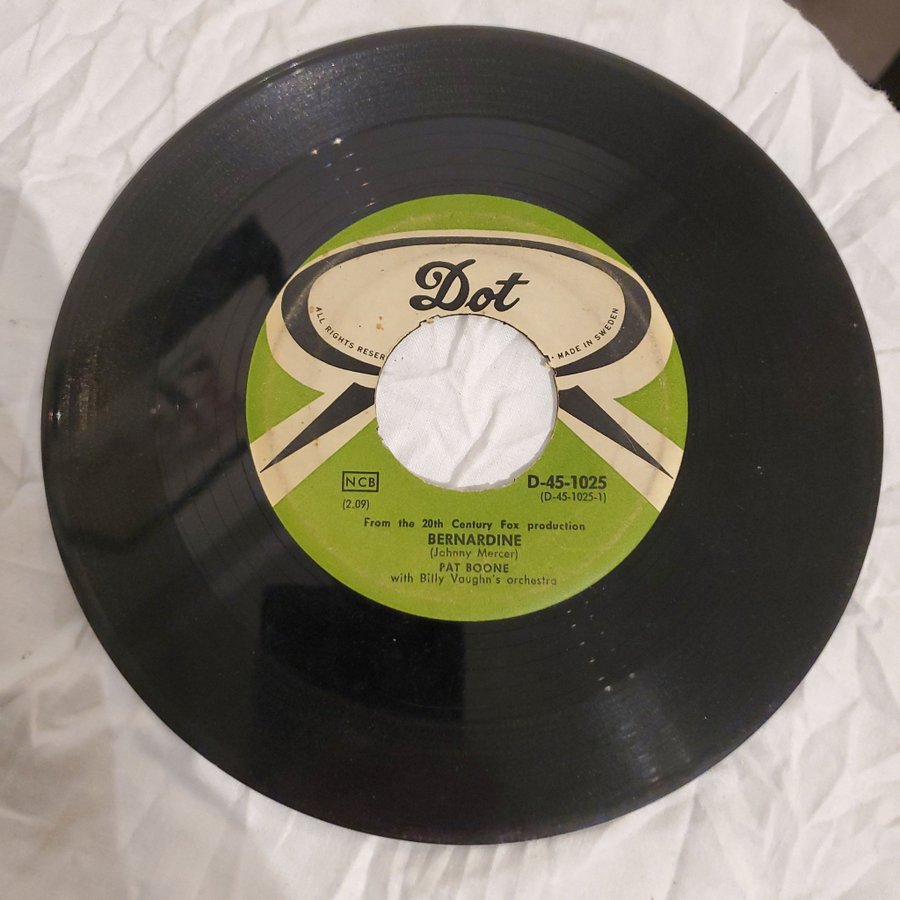 Dot
ALL RIGHTS RESER
MADE IN SWEDEN
NCB
(2.09)
D-45-1025
(D-45-1025-1)
From the 20th Century Fox production
BERNARDINE
(Johnny Mercer)
PAT BOONE
with Billy Vaughn's orchestra